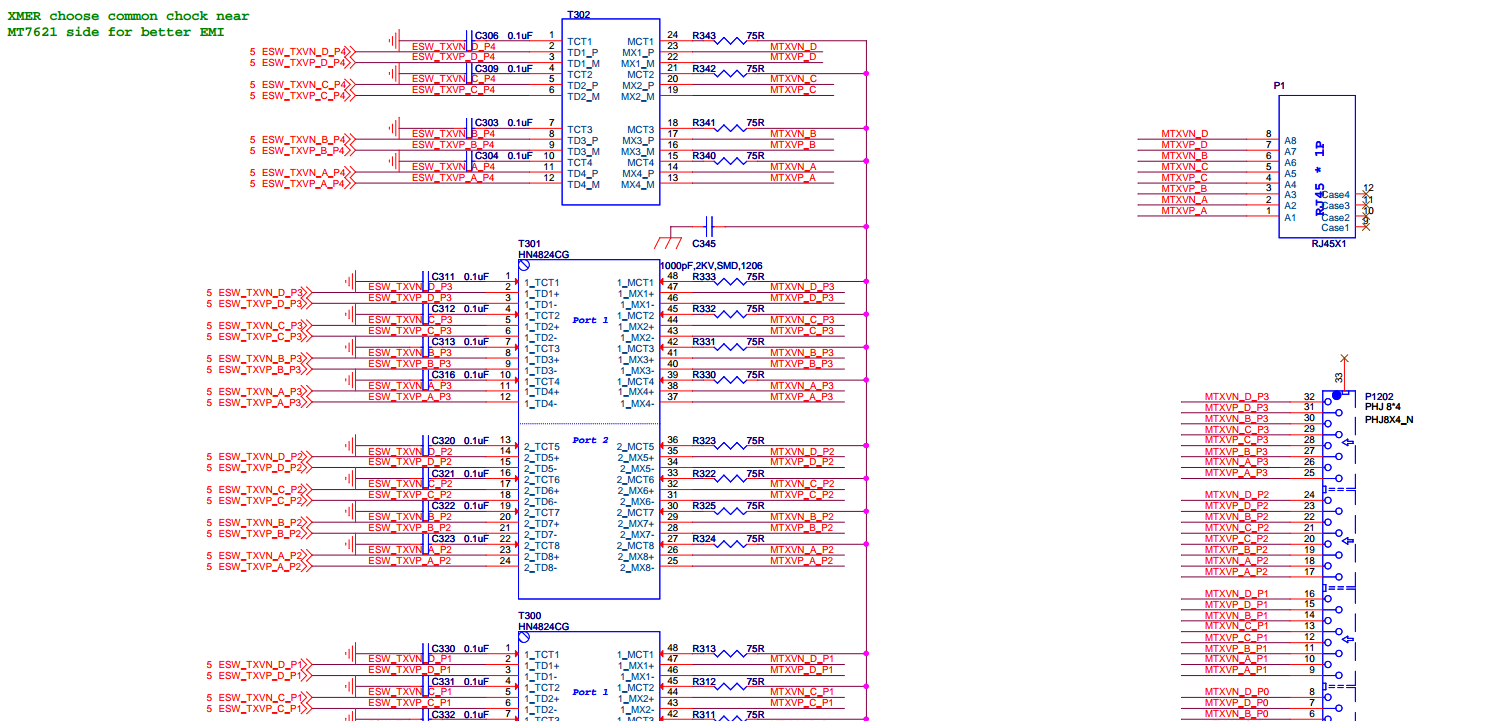 XMER choose common chock near
MT7621 side for better EMI
T302
C306 0.1uF 1 TCT1 MCT1 24 R343 75R
5 ESW_TXVN_D_P4 ESW_TXVN_D_P4 2 TD1_P MX1_P 23 MTXVN_D
5 ESW_TXVP_D_P4 ESW_TXVP_D_P4 3 TD1_M MX1_M 22 MTXVP_D
C309 0.1uF 4 TCT2 MCT2 21 R342 75R
5 ESW_TXVN_C_P4 ESW_TXVN_C_P4 5 TD2_P MX2_P 20 MTXVN_C
5 ESW_TXVP_C_P4 ESW_TXVP_C_P4 6 TD2_M MX2_M 19 MTXVP_C
C303 0.1uF 7 TCT3 MCT3 18 R341 75R
5 ESW_TXVN_B_P4 ESW_TXVN_B_P4 8 TD3_P MX3_P 17 MTXVN_B
5 ESW_TXVP_B_P4 ESW_TXVP_B_P4 9 TD3_M MX3_M 16 MTXVP_B
C304 0.1uF 10 TCT4 MCT4 15 R340 75R
5 ESW_TXVN_A_P4 ESW_TXVN_A_P4 11 TD4_P MX4_P 14 MTXVN_A
5 ESW_TXVP_A_P4 ESW_TXVP_A_P4 12 TD4_M MX4_M 13 MTXVP_A
C345
1000pF,2KV,SMD,1206
T301
HN4824CG
C311 0.1uF 1 1_TCT1 1_MCT1 48 R333 75R
5 ESW_TXVN_D_P3 ESW_TXVN_D_P3 2 1_TD1+ 1_MX1+ 47 MTXVN_D_P3
5 ESW_TXVP_D_P3 ESW_TXVP_D_P3 3 1_TD1- 1_MX1- 46 MTXVP_D_P3
C312 0.1uF 4 1_TCT2 1_MCT2 45 R332 75R
Port 1
5 ESW_TXVN_C_P3 ESW_TXVN_C_P3 5 1_TD2+ 1_MX2+ 44 MTXVN_C_P3
5 ESW_TXVP_C_P3 ESW_TXVP_C_P3 6 1_TD2- 1_MX2- 43 MTXVP_C_P3
C313 0.1uF 7 1_TCT3 1_MCT3 42 R331 75R
5 ESW_TXVN_B_P3 ESW_TXVN_B_P3 8 1_TD3+ 1_MX3+ 41 MTXVN_B_P3
5 ESW_TXVP_B_P3 ESW_TXVP_B_P3 9 1_TD3- 1_MX3- 40 MTXVP_B_P3
C316 0.1uF 10 1_TCT4 1_MCT4 39 R330 75R
5 ESW_TXVN_A_P3 ESW_TXVN_A_P3 11 1_TD4+ 1_MX4+ 38 MTXVN_A_P3
5 ESW_TXVP_A_P3 ESW_TXVP_A_P3 12 1_TD4- 1_MX4- 37 MTXVP_A_P3
Port 2
C320 0.1uF 13 2_TCT5 2_MCT5 36 R323 75R
5 ESW_TXVN_D_P2 ESW_TXVN_D_P2 14 2_TD5+ 2_MX5+ 35 MTXVN_D_P2
5 ESW_TXVP_D_P2 ESW_TXVP_D_P2 15 2_TD5- 2_MX5- 34 MTXVP_D_P2
C321 0.1uF 16 2_TCT6 2_MCT6 33 R322 75R
5 ESW_TXVN_C_P2 ESW_TXVN_C_P2 17 2_TD6+ 2_MX6+ 32 MTXVN_C_P2
5 ESW_TXVP_C_P2 ESW_TXVP_C_P2 18 2_TD6- 2_MX6- 31 MTXVP_C_P2
C322 0.1uF 19 2_TCT7 2_MCT7 30 R325 75R
5 ESW_TXVN_B_P2 ESW_TXVN_B_P2 20 2_TD7+ 2_MX7+ 29 MTXVN_B_P2
5 ESW_TXVP_B_P2 ESW_TXVP_B_P2 21 2_TD7- 2_MX7- 28 MTXVP_B_P2
C323 0.1uF 22 2_TCT8 2_MCT8 27 R324 75R
5 ESW_TXVN_A_P2 ESW_TXVN_A_P2 23 2_TD8+ 2_MX8+ 26 MTXVN_A_P2
5 ESW_TXVP_A_P2 ESW_TXVP_A_P2 24 2_TD8- 2_MX8- 25 MTXVP_A_P2
T300
HN4824CG
C330 0.1uF 1 1_TCT1 1_MCT1 48 R313 75R
5 ESW_TXVN_D_P1 ESW_TXVN_D_P1 2 1_TD1+ 1_MX1+ 47 MTXVN_D_P1
5 ESW_TXVP_D_P1 ESW_TXVP_D_P1 3 1_TD1- 1_MX1- 46 MTXVP_D_P1
C331 0.1uF 4 1_TCT2 1_MCT2 45 R312 75R
Port 1
5 ESW_TXVN_C_P1 ESW_TXVN_C_P1 5 1_TD2+ 1_MX2+ 44 MTXVN_C_P1
5 ESW_TXVP_C_P1 ESW_TXVP_C_P1 6 1_TD2- 1_MX2- 43 MTXVP_C_P1
C332 0.1uF 7 1_TCT3 1_MCT3 42 R311 75R
P1
MTXVN_D 8 A8
MTXVP_D 7 A7
MTXVN_B 6 A6
MTXVN_C 5 A5
MTXVP_C 4 A4
MTXVP_B 3 A3 Case4 12
MTXVN_A 2 A2 Case3 11
MTXVP_A 1 A1 Case2 10
Case1 9
RJ45 * 1P
RJ45X1
33
P1202
PHJ 8*4
PHJ8X4_N
MTXVN_D_P3 32
MTXVP_D_P3 31
MTXVN_B_P3 30
MTXVN_C_P3 29
MTXVP_C_P3 28
MTXVP_B_P3 27
MTXVN_A_P3 26
MTXVP_A_P3 25
MTXVN_D_P2 24
MTXVP_D_P2 23
MTXVN_B_P2 22
MTXVN_C_P2 21
MTXVP_C_P2 20
MTXVP_B_P2 19
MTXVN_A_P2 18
MTXVP_A_P2 17
MTXVN_D_P1 16
MTXVP_D_P1 15
MTXVN_B_P1 14
MTXVN_C_P1 13
MTXVP_C_P1 12
MTXVP_B_P1 11
MTXVN_A_P1 10
MTXVP_A_P1 9
MTXVN_D_P0 8
MTXVP_D_P0 7
MTXVN_B_P0 6